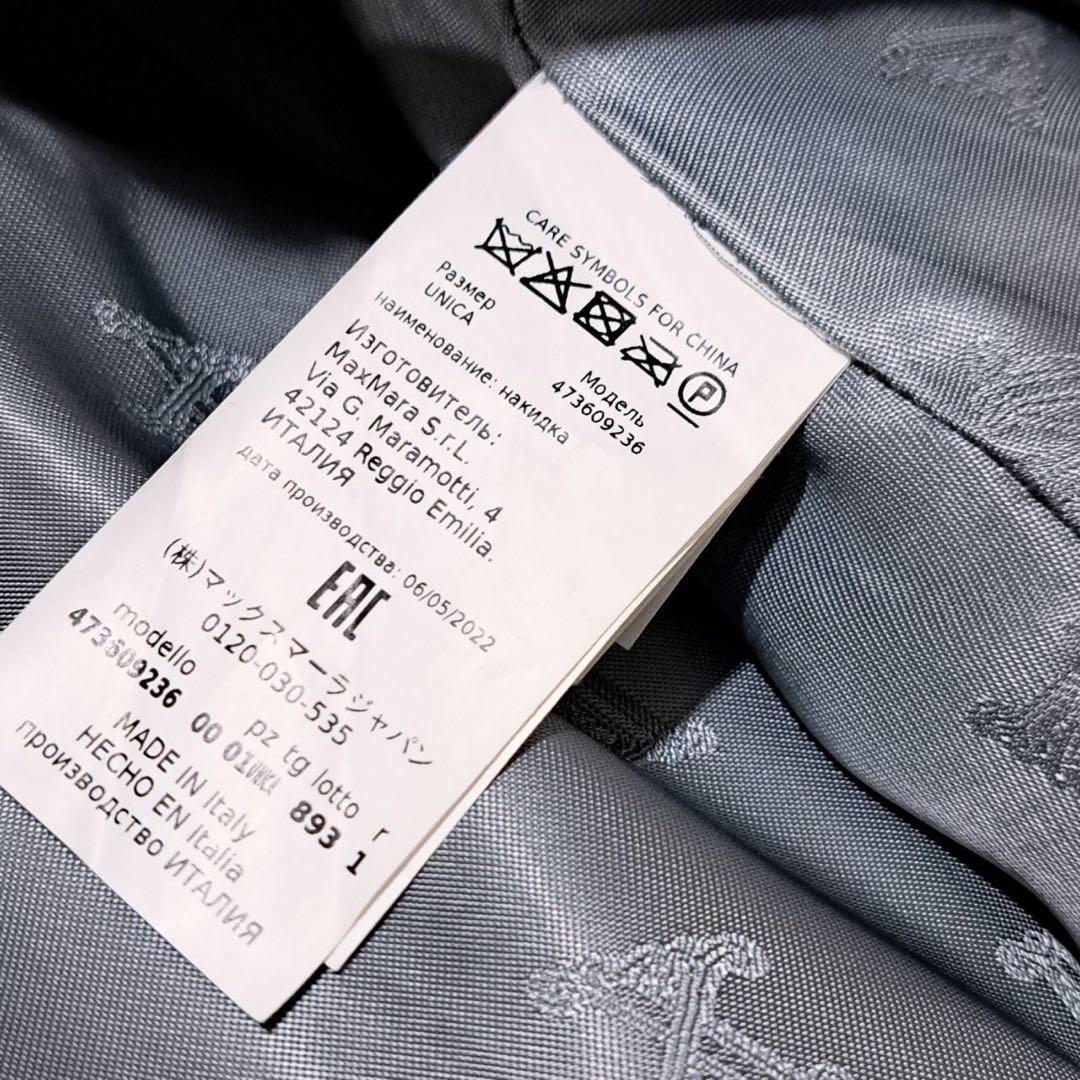 CARE SYMBOLS FOR CHINA
P
Размер
UNICA
Модель
473609236
наименование: накидка
Изготовитель:
MaxMara S.r.L.
Via G. Maramotti, 4
42124 Reggio Emilia.
ИТАЛИЯ
дата производства: 06/05/2022
EAC
(株)マックスマーラジャパン
0120-030-535
modello pz tg lotto r
473609236 00 01 UNICA 893 1
MADE IN Italy
HECHO EN Italia
производство ИТАЛИЯ